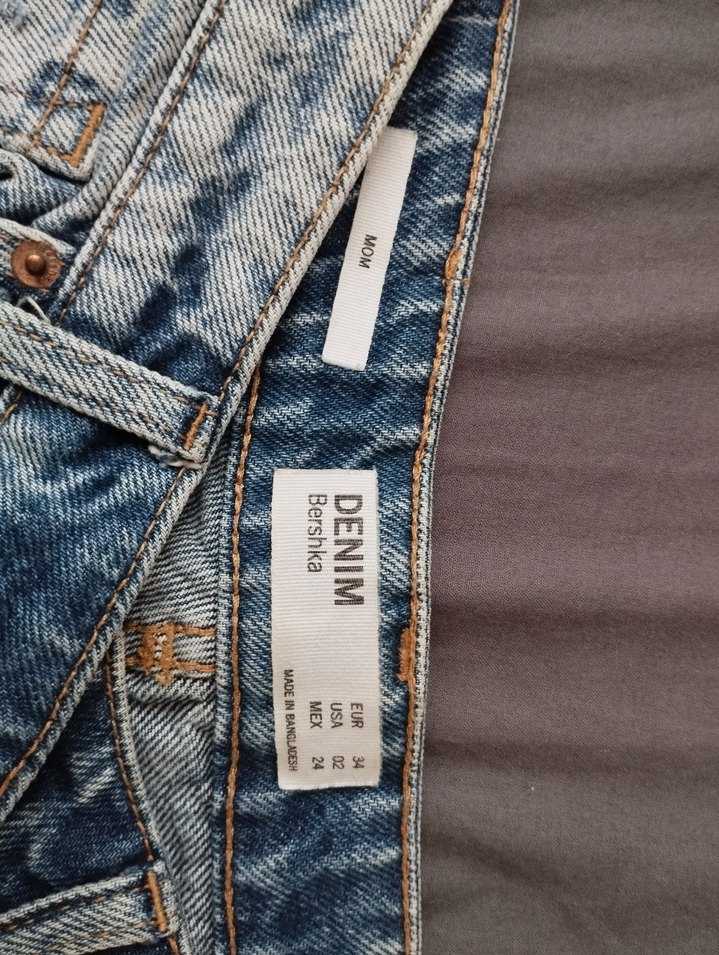 MOM
DENIM
Bershka
EUR 34
USA 02
MEX 24
MADE IN BANGLADESH